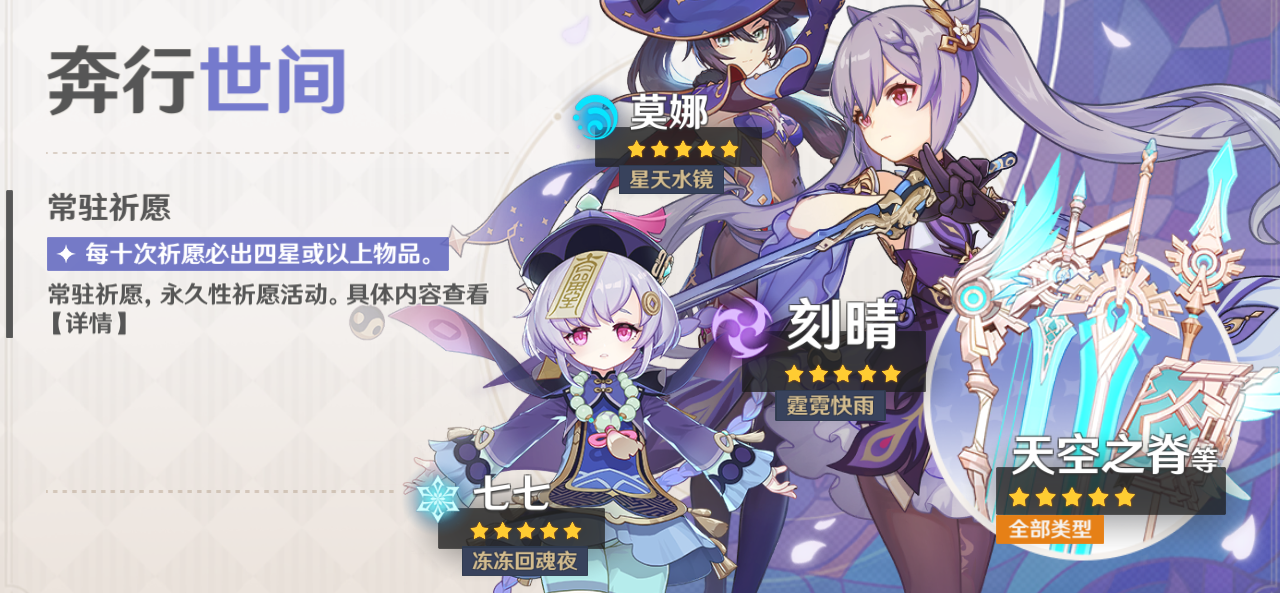 奔行世间
常驻祈愿
每十次祈愿必出四星或以上物品。
常驻祈愿，永久性祈愿活动。具体内容查看
【详情】
莫娜
星天水镜
刻晴
霆霓快雨
七七
冻冻回魂夜
天空之脊等
全部类型